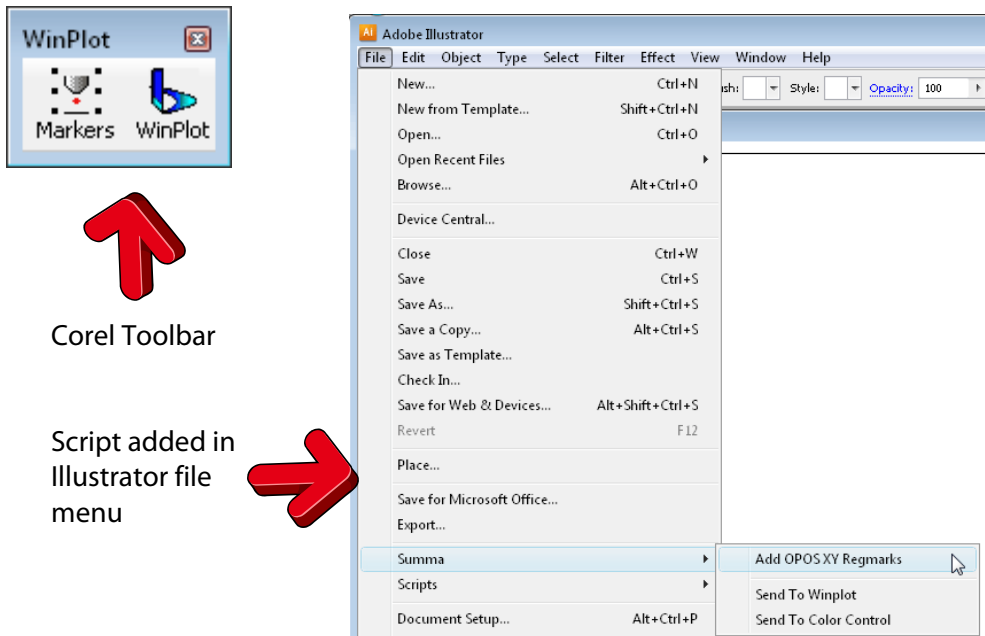 WinPlot
Markers WinPlot
Corel Toolbar
Script added in
Illustrator file
menu
Ai Adobe Illustrator
File Edit Object Type Select Filter Effect View Window Help
ush: Style: Opacity: 100
New... Ctrl+N
New from Template... Shift+Ctrl+N
Open... Ctrl+O
Open Recent Files
Browse... Alt+Ctrl+O
Device Central...
Close Ctrl+W
Save Ctrl+S
Save As... Shift+Ctrl+S
Save a Copy... Alt+Ctrl+S
Save as Template...
Check In...
Save for Web & Devices... Alt+Shift+Ctrl+S
Revert F12
Place...
Save for Microsoft Office...
Export...
Summa
Add OPOS XY Regmarks
Scripts
Send To Winplot
Document Setup... Alt+Ctrl+P
Send To Color Control